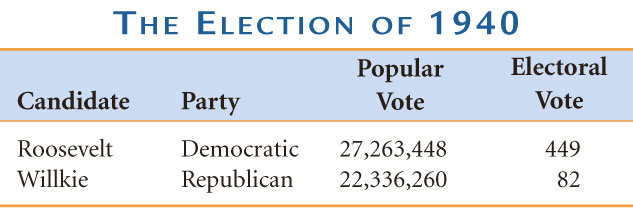 THE ELECTION OF 1940
Popular Electoral
Candidate Party Vote Vote
Roosevelt Democratic 27,263,448 449
Willkie Republican 22,336,260 82